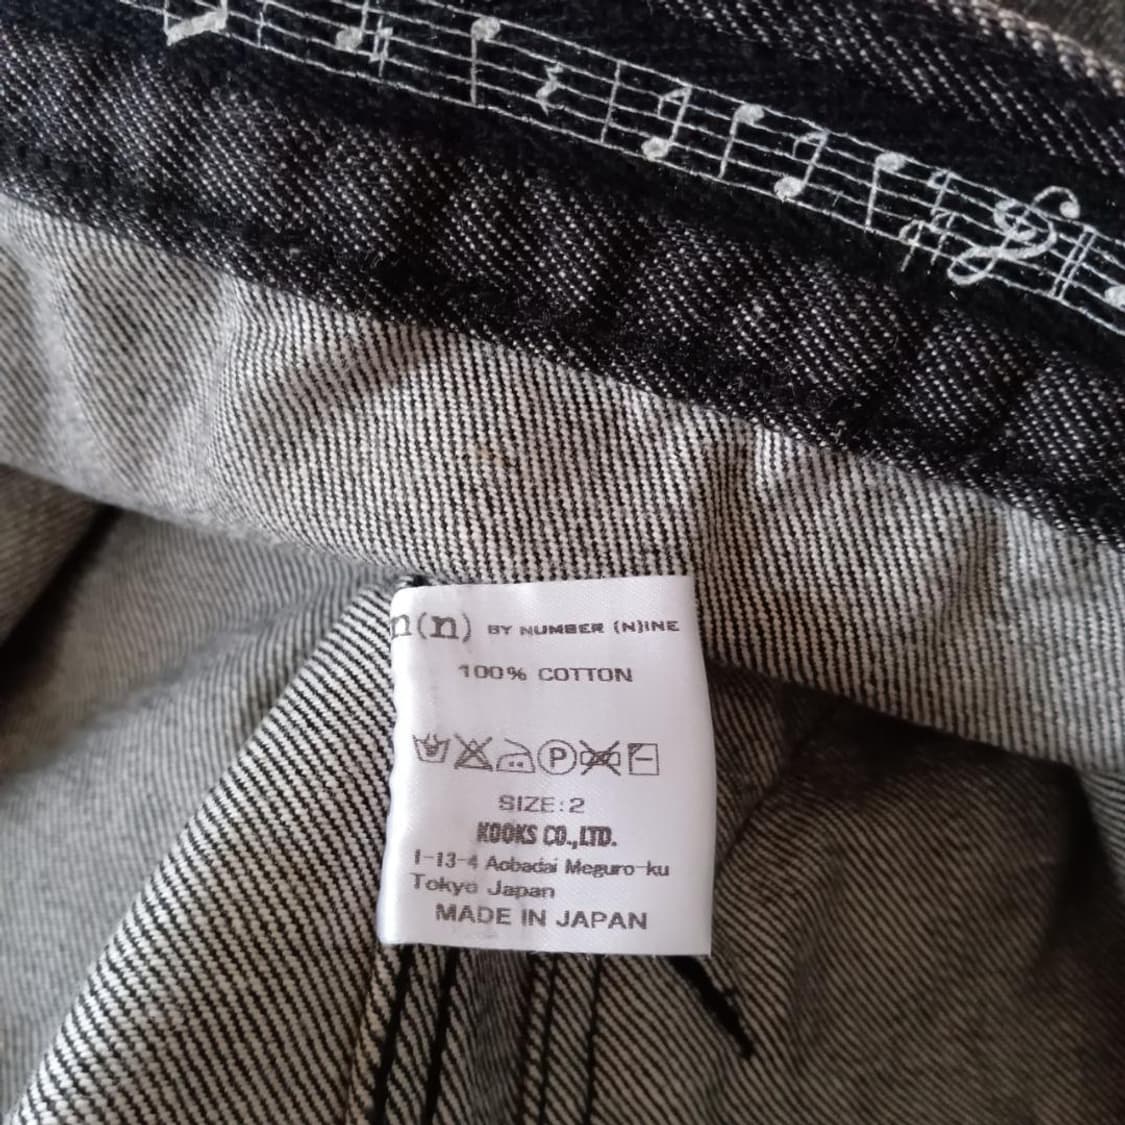 n(n) BY NUMBER (N)INE
100% COTTON
P
SIZE:2
KOOKS CO.,LTD.
1-13-4 Aobadai Meguro-ku
Tokyo Japan
MADE IN JAPAN